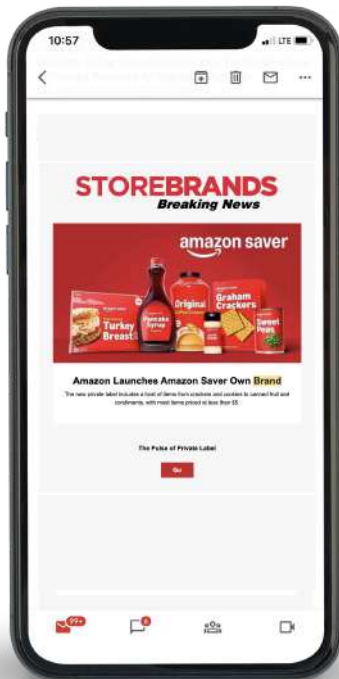 10:57
LTE
STOREBRANDS
Breaking News
amazon saver
Turkey
Breast
Pancake
Syrup
Original
Graham
Crackers
Sweet
Peas
Amazon Launches Amazon Saver Own Brand
The new private label includes a host of items from crackers and cookies to canned fruit and
condiments, with most items priced at less than $5.
The Pulse of Private Label
Go
99+
6